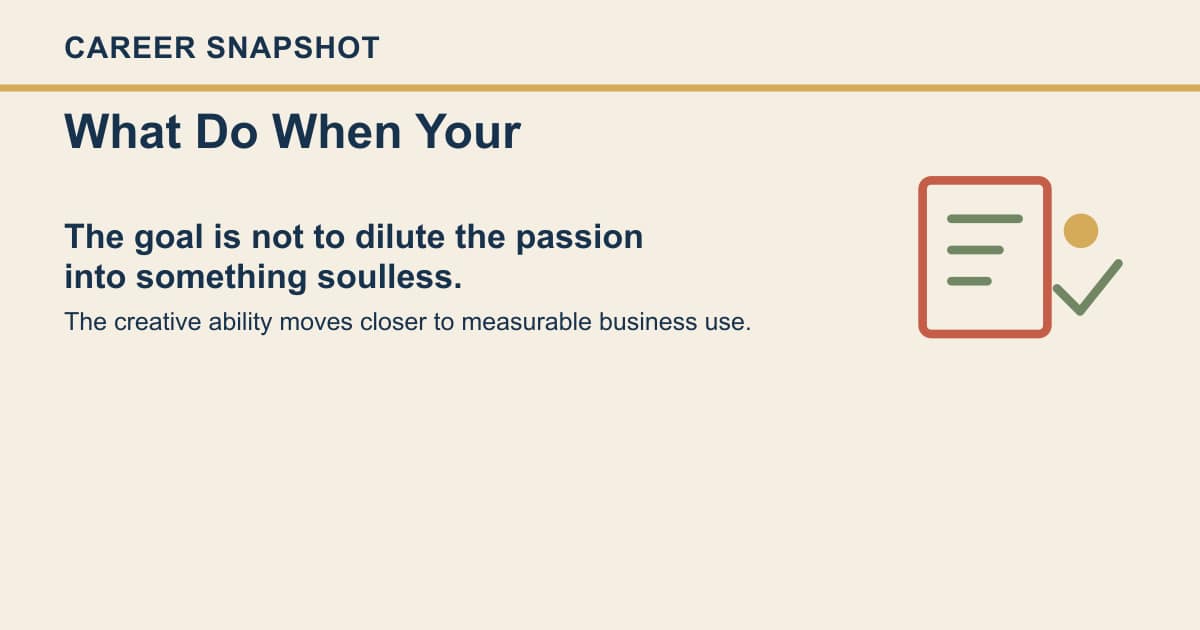 CAREER SNAPSHOT
What Do When Your
The goal is not to dilute the passion
into something soulless.
The creative ability moves closer to measurable business use.